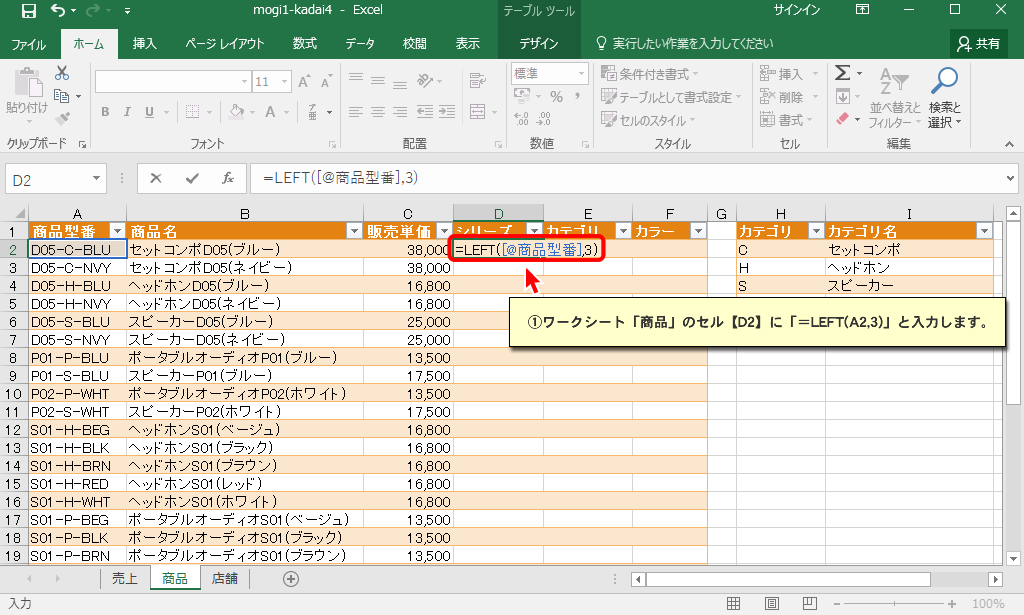 mogi1-kadai4 - Excel
テーブル ツール
サインイン
ファイル ホーム 挿入 ページ レイアウト 数式 データ 校閲 表示 デザイン 実行したい作業を入力してください 共有
貼り付け
クリップボード
11
B I U
フォント
配置
標準
数値
条件付き書式
テーブルとして書式設定
セルのスタイル
スタイル
挿入
削除
書式
セル
並べ替えと
フィルター
検索と
選択
編集
D2 =LEFT([@商品型番],3)
A B C D E F G H I
1 商品型番 商品名 販売単価 シリーズ カテゴリ カラー カテゴリ カテゴリ名
2 D05-C-BLU セットコンポD05(ブルー) 38,000 =LEFT([@商品型番],3) C セットコンポ
3 D05-C-NVY セットコンポD05(ネイビー) 38,000 H ヘッドホン
4 D05-H-BLU ヘッドホンD05(ブルー) 16,800 S スピーカー
5 D05-H-NVY ヘッドホンD05(ネイビー) 16,800
6 D05-S-BLU スピーカーD05(ブルー) 25,000
①ワークシート「商品」のセル【D2】に「＝LEFT(A2,3)」と入力します。
7 D05-S-NVY スピーカーD05(ネイビー) 25,000
8 P01-P-BLU ポータブルオーディオP01(ブルー) 13,500
9 P01-S-BLU スピーカーP01(ブルー) 17,500
10 P02-P-WHT ポータブルオーディオP02(ホワイト) 13,500
11 P02-S-WHT スピーカーP02(ホワイト) 17,500
12 S01-H-BEG ヘッドホンS01(ベージュ) 16,800
13 S01-H-BLK ヘッドホンS01(ブラック) 16,800
14 S01-H-BRN ヘッドホンS01(ブラウン) 16,800
15 S01-H-RED ヘッドホンS01(レッド) 16,800
16 S01-H-WHT ヘッドホンS01(ホワイト) 16,800
17 S01-P-BEG ポータブルオーディオS01(ベージュ) 13,500
18 S01-P-BLK ポータブルオーディオS01(ブラック) 13,500
19 S01-P-BRN ポータブルオーディオS01(ブラウン) 13,500
売上 商品 店舗
入力 100%